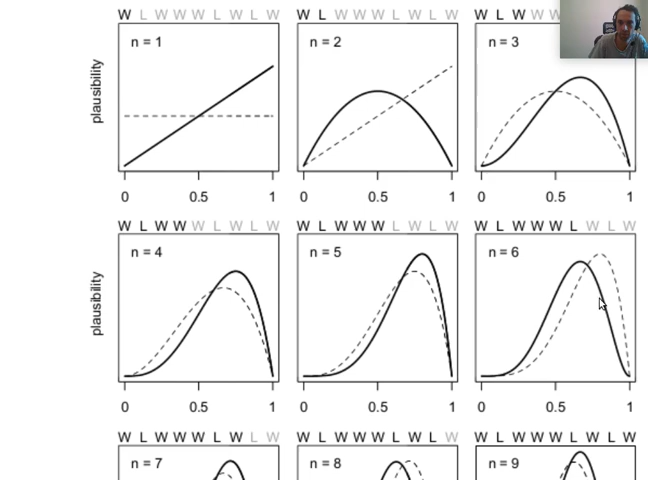 W L W W W L W L W W L W W W L W L W W L W W
n = 1 n = 2 n = 3
plausibility
0 0.5 1 0 0.5 1 0 0.5 1
W L W W W L W L W W L W W W L W L W W L W W W L W L W
n = 4 n = 5 n = 6
plausibility
0 0.5 1 0 0.5 1 0 0.5 1
W L W W W L W L W W L W W W L W L W W L W W W L W L W
n = 7 n = 8 n = 9